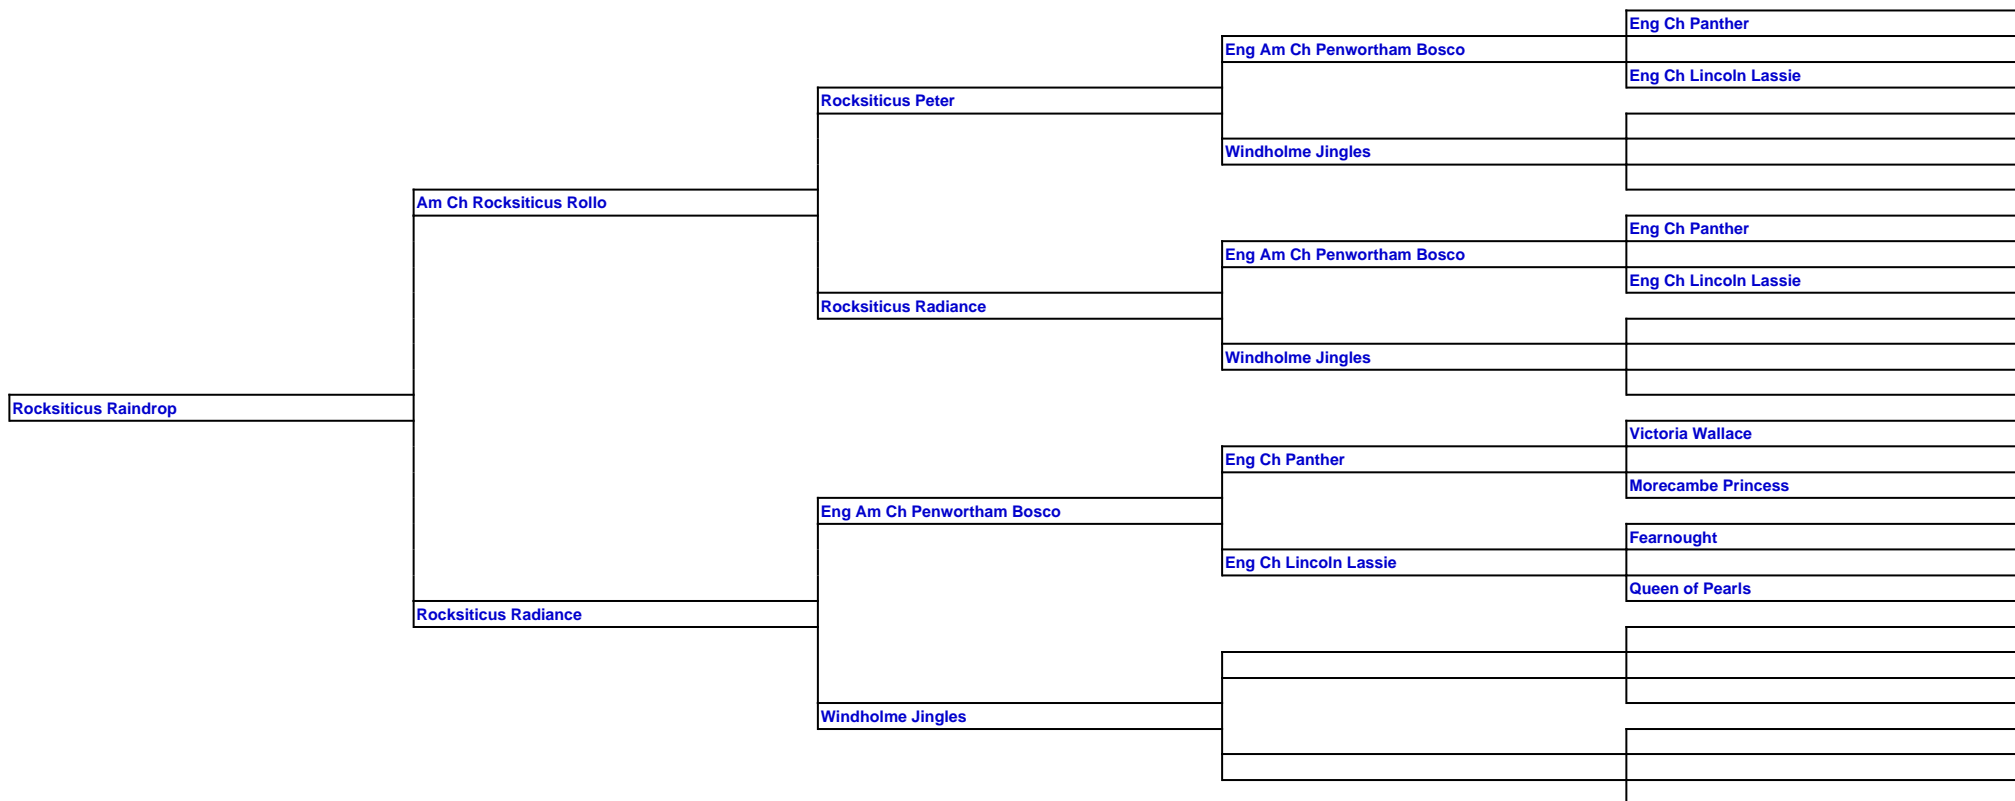 Eng Ch Panther
Eng Am Ch Penwortham Bosco
Eng Ch Lincoln Lassie
Rocksiticus Peter
Windholme Jingles
Am Ch Rocksiticus Rollo
Eng Ch Panther
Eng Am Ch Penwortham Bosco
Eng Ch Lincoln Lassie
Rocksiticus Radiance
Windholme Jingles
Rocksiticus Raindrop
Victoria Wallace
Eng Ch Panther
Morecambe Princess
Eng Am Ch Penwortham Bosco
Fearnought
Eng Ch Lincoln Lassie
Queen of Pearls
Rocksiticus Radiance
Windholme Jingles